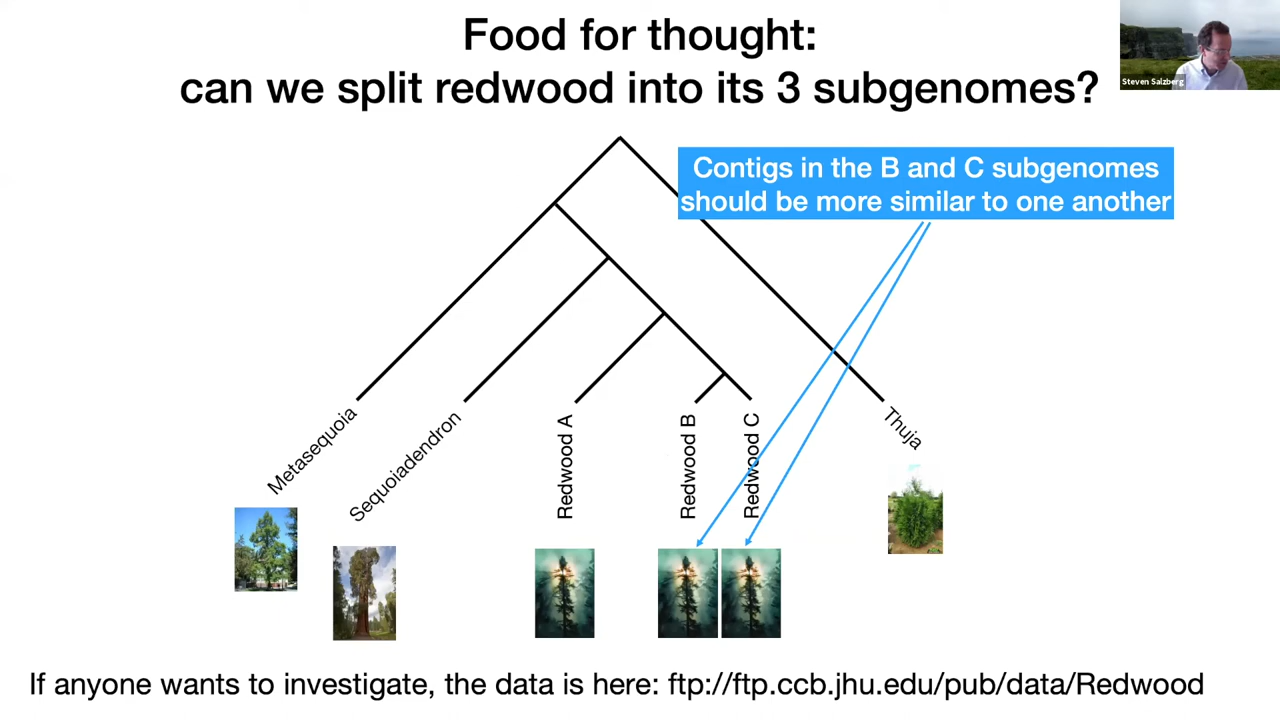 Food for thought:
can we split redwood into its 3 subgenomes?
Steven Salzberg
Contigs in the B and C subgenomes
should be more similar to one another
Metasequoia
Sequoiadendron
Redwood A
Redwood B
Redwood C
Thuja
If anyone wants to investigate, the data is here: ftp://ftp.ccb.jhu.edu/pub/data/Redwood